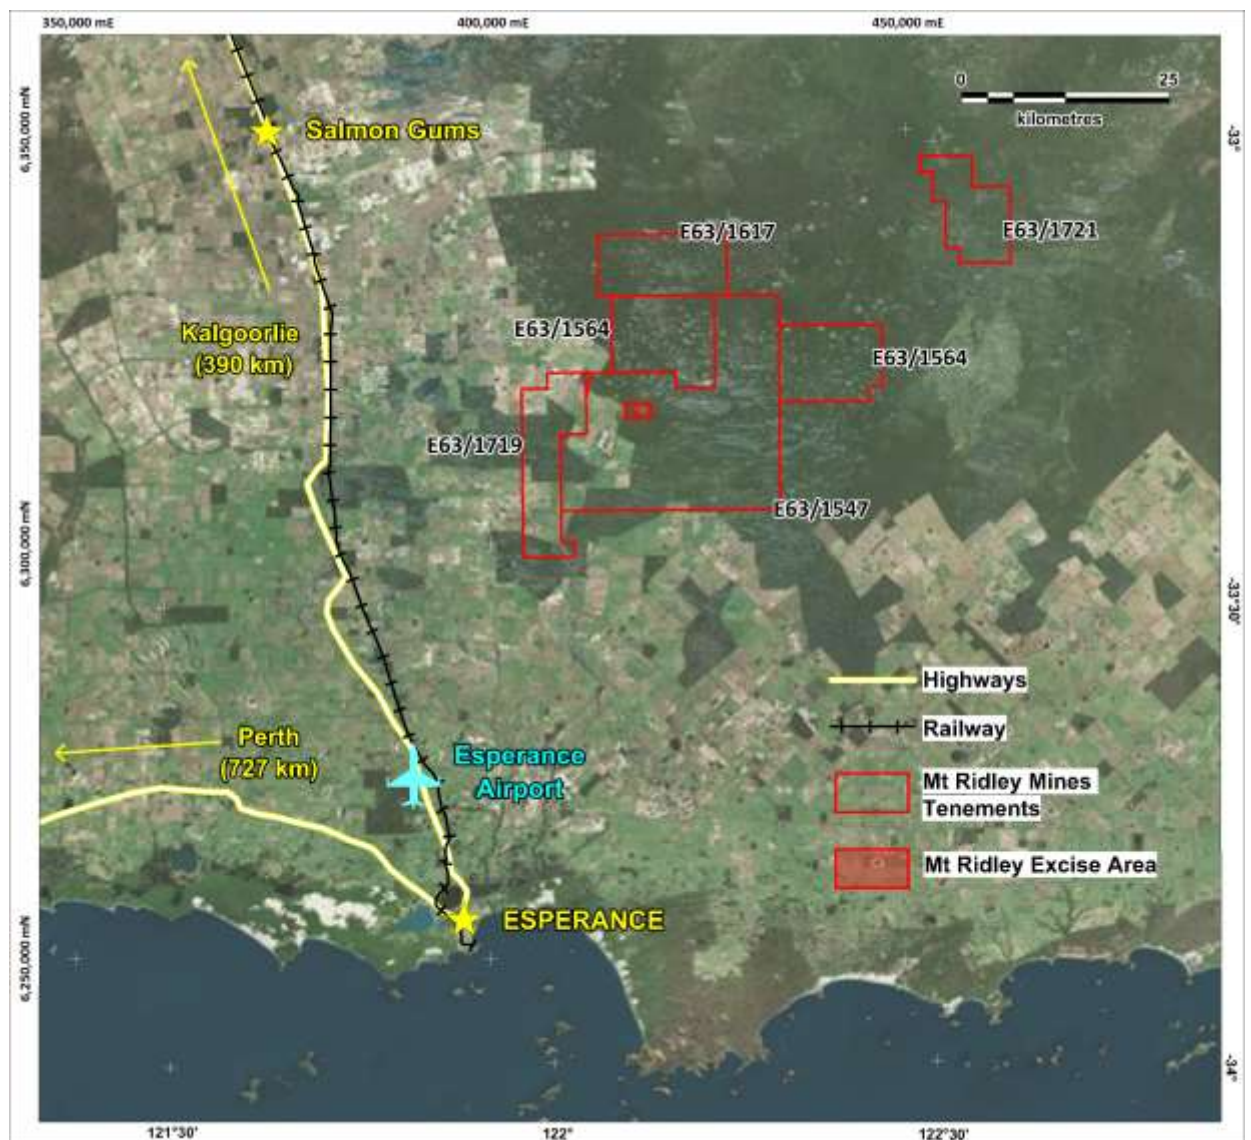 350,000 mE
400,000 mE
450,000 mE
0
25
kilometres
6,350,000 mN
-33°
Salmon Gums
E63/1617
E63/1721
E63/1564
E63/1564
Kalgoorlie
(390 km)
E63/1719
E63/1547
6,300,000 mN
-33°30'
Highways
Railway
Perth
(727 km)
Esperance
Airport
Mt Ridley Mines
Tenements
Mt Ridley Excise Area
ESPERANCE
6,250,000 mN
-34°
121°30'
122°
122°30'